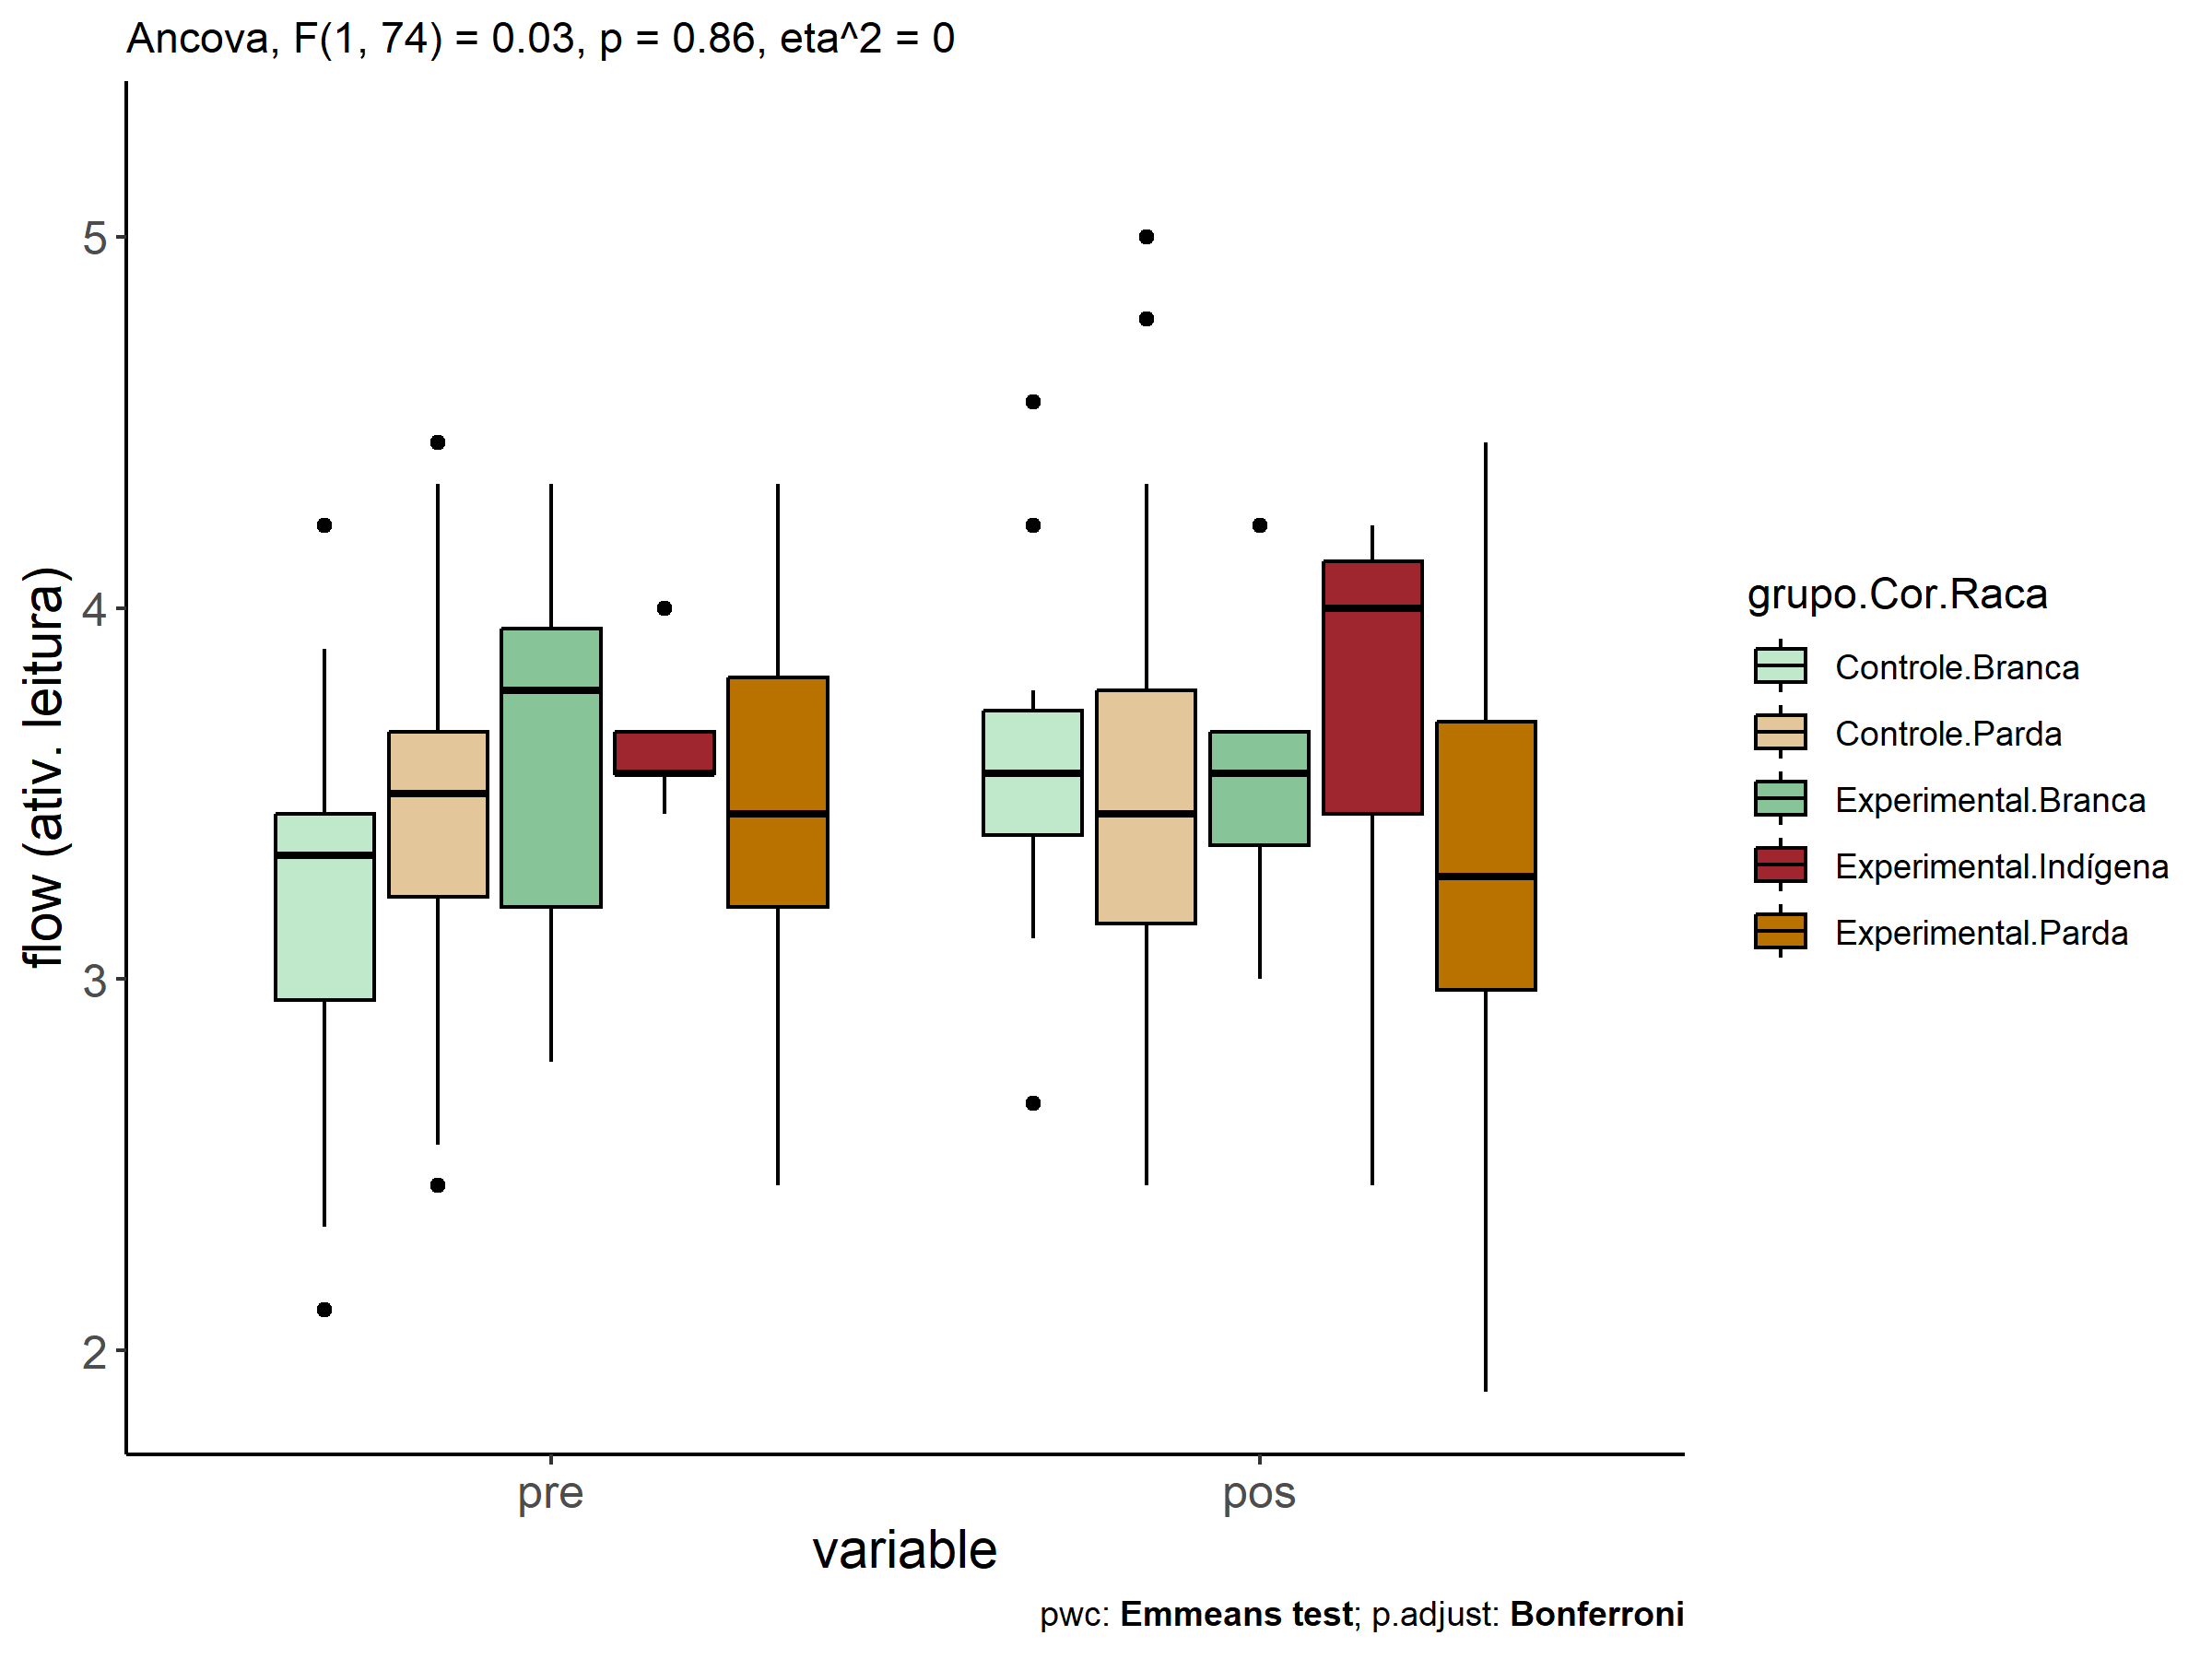 Ancova, F(1, 74) = 0.03, p = 0.86, eta^2 = 0
flow (ativ. leitura)
5
4
3
2
pre
pos
variable
grupo.Cor.Raca
Controle.Branca
Controle.Parda
Experimental.Branca
Experimental.Indígena
Experimental.Parda
pwc: Emmeans test; p.adjust: Bonferroni